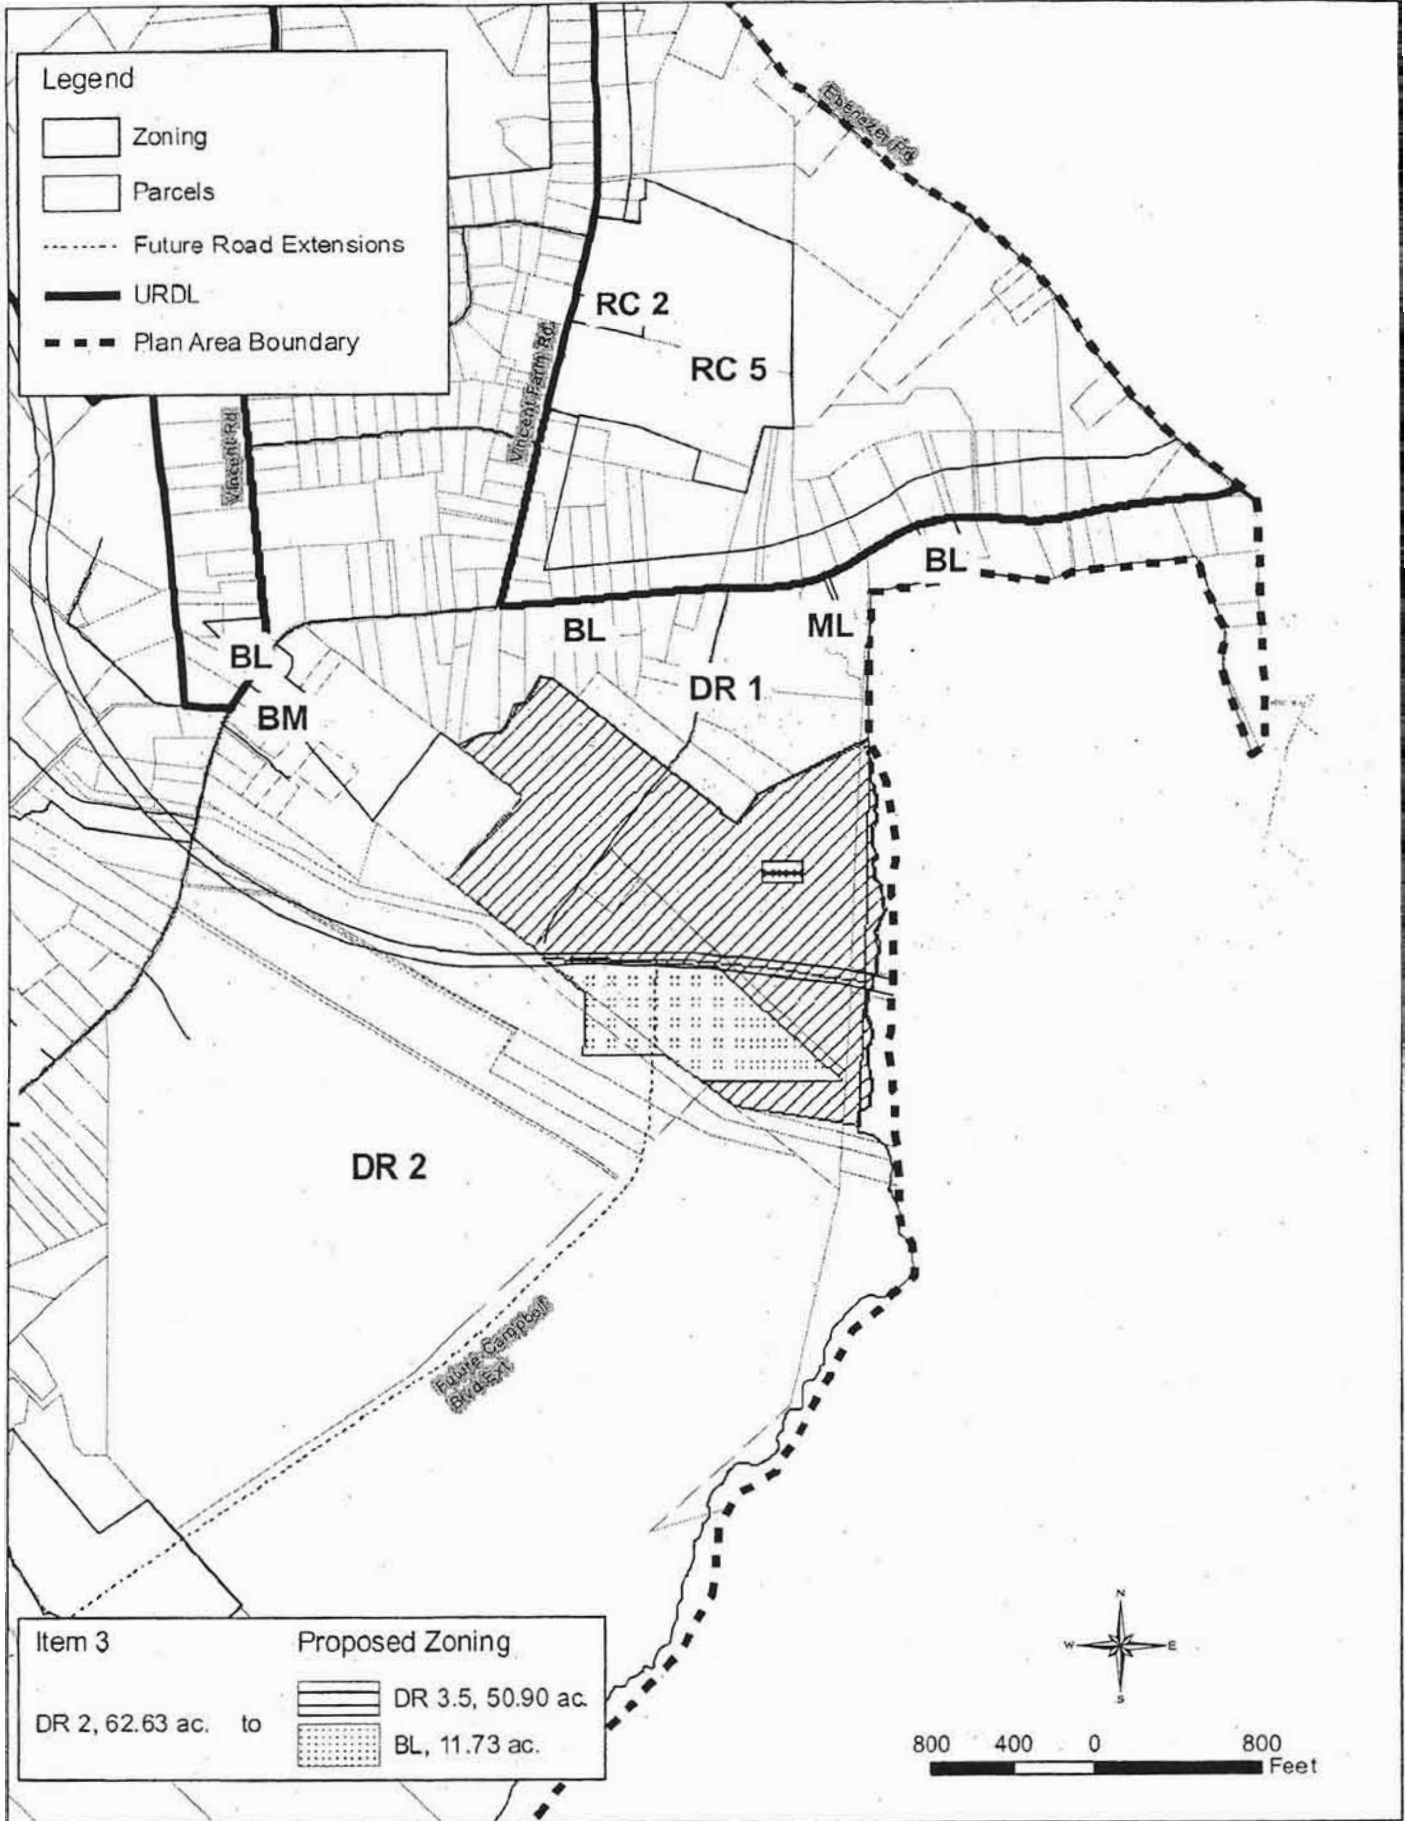 Legend
Zoning
Parcels
Future Road Extensions
URDL
Plan Area Boundary
Ebenezer Rd
RC 2
RC 5
Vincent Farm Rd
Vincent Rd
BL
BL
ML
BL
DR 1
BM
DR 2
Future Campbell
Blvd Ext
Item 3
Proposed Zoning
DR 3.5, 50.90 ac.
DR 2, 62.63 ac. to
BL, 11.73 ac.
N
W E
S
800 400 0 800
Feet